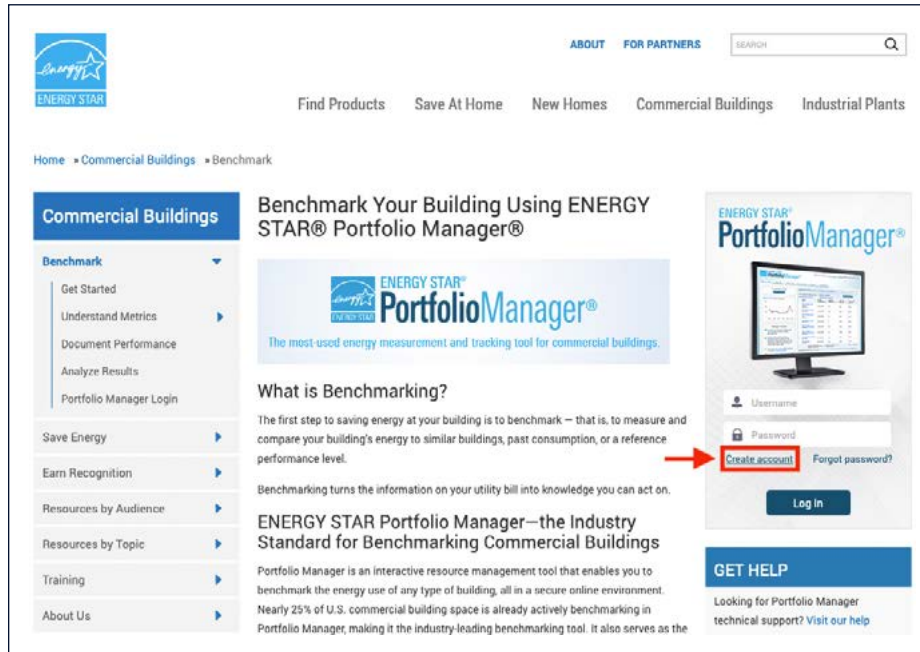 ABOUT FOR PARTNERS SEARCH
energy
ENERGY STAR
Find Products Save At Home New Homes Commercial Buildings Industrial Plants
Home » Commercial Buildings » Benchmark
Commercial Buildings
Benchmark
Get Started
Understand Metrics
Document Performance
Analyze Results
Portfolio Manager Login
Save Energy
Earn Recognition
Resources by Audience
Resources by Topic
Training
About Us
Benchmark Your Building Using ENERGY
STAR® Portfolio Manager®
energy
ENERGY STAR
ENERGY STAR®
PortfolioManager®
The most-used energy measurement and tracking tool for commercial buildings.
What is Benchmarking?
The first step to saving energy at your building is to benchmark — that is, to measure and
compare your building's energy to similar buildings, past consumption, or a reference
performance level.
Benchmarking turns the information on your utility bill into knowledge you can act on.
ENERGY STAR Portfolio Manager—the Industry
Standard for Benchmarking Commercial Buildings
Portfolio Manager is an interactive resource management tool that enables you to
benchmark the energy use of any type of building, all in a secure online environment.
Nearly 25% of U.S. commercial building space is already actively benchmarking in
Portfolio Manager, making it the industry-leading benchmarking tool. It also serves as the
ENERGY STAR®
PortfolioManager®
Username
Password
Create account Forgot password?
Log In
GET HELP
Looking for Portfolio Manager
technical support? Visit our help